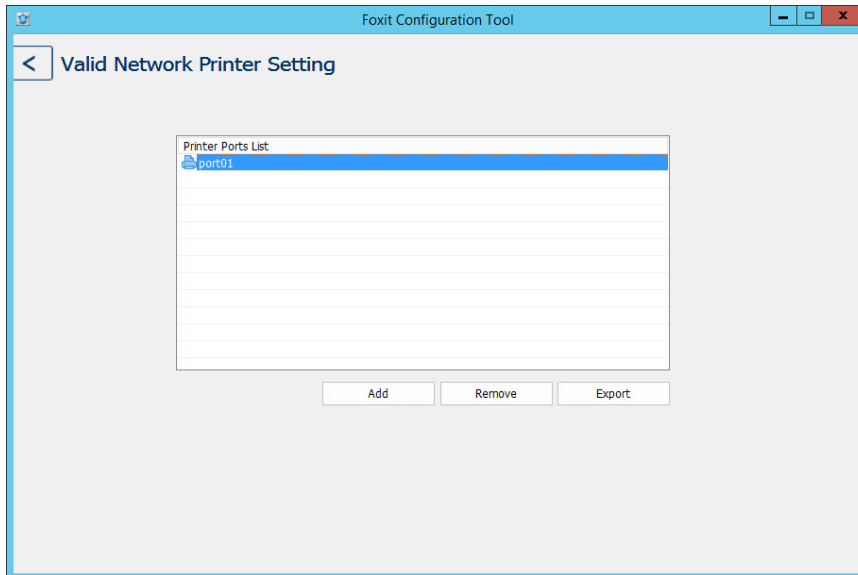 Foxit Configuration Tool
< Valid Network Printer Setting
Printer Ports List
port01
Add Remove Export